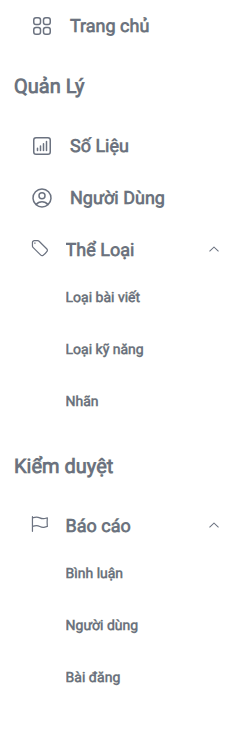 Trang chủ
Quản Lý
Số Liệu
Người Dùng
Thể Loại
Loại bài viết
Loại kỹ năng
Nhãn
Kiểm duyệt
Báo cáo
Bình luận
Người dùng
Bài đăng